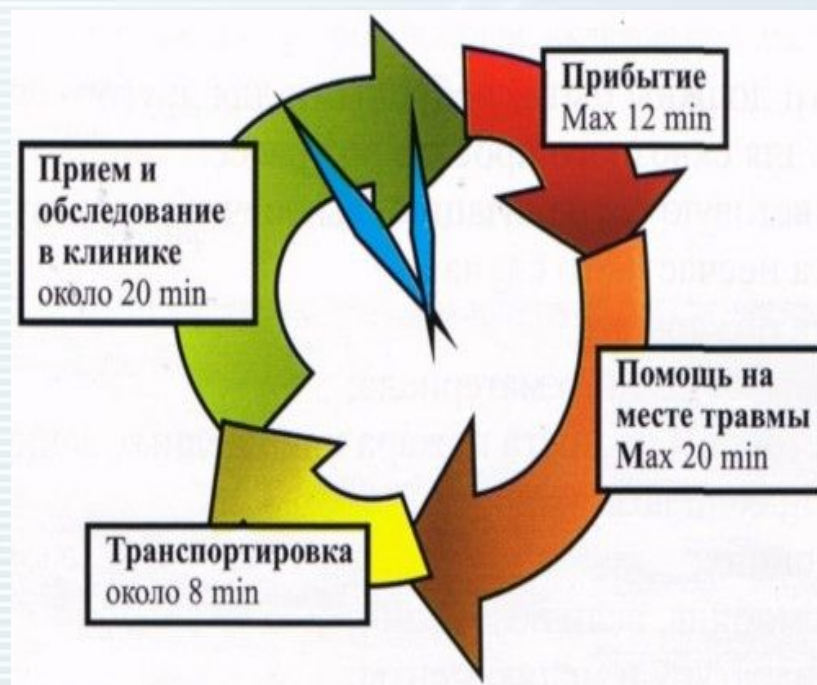 Прибытие
Max 12 min
Помощь на
месте травмы
Max 20 min
Транспортировка
около 8 min
Прием и
обследование
в клинике
около 20 min